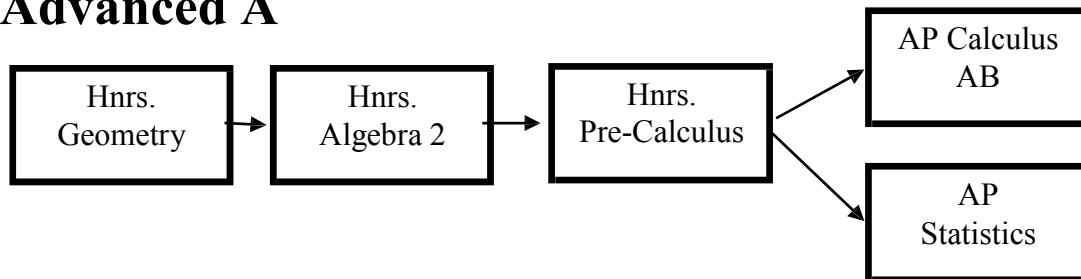 Advanced A
Hnrs.
Geometry
Hnrs.
Algebra 2
Hnrs.
Pre-Calculus
AP Calculus
AB
AP
Statistics